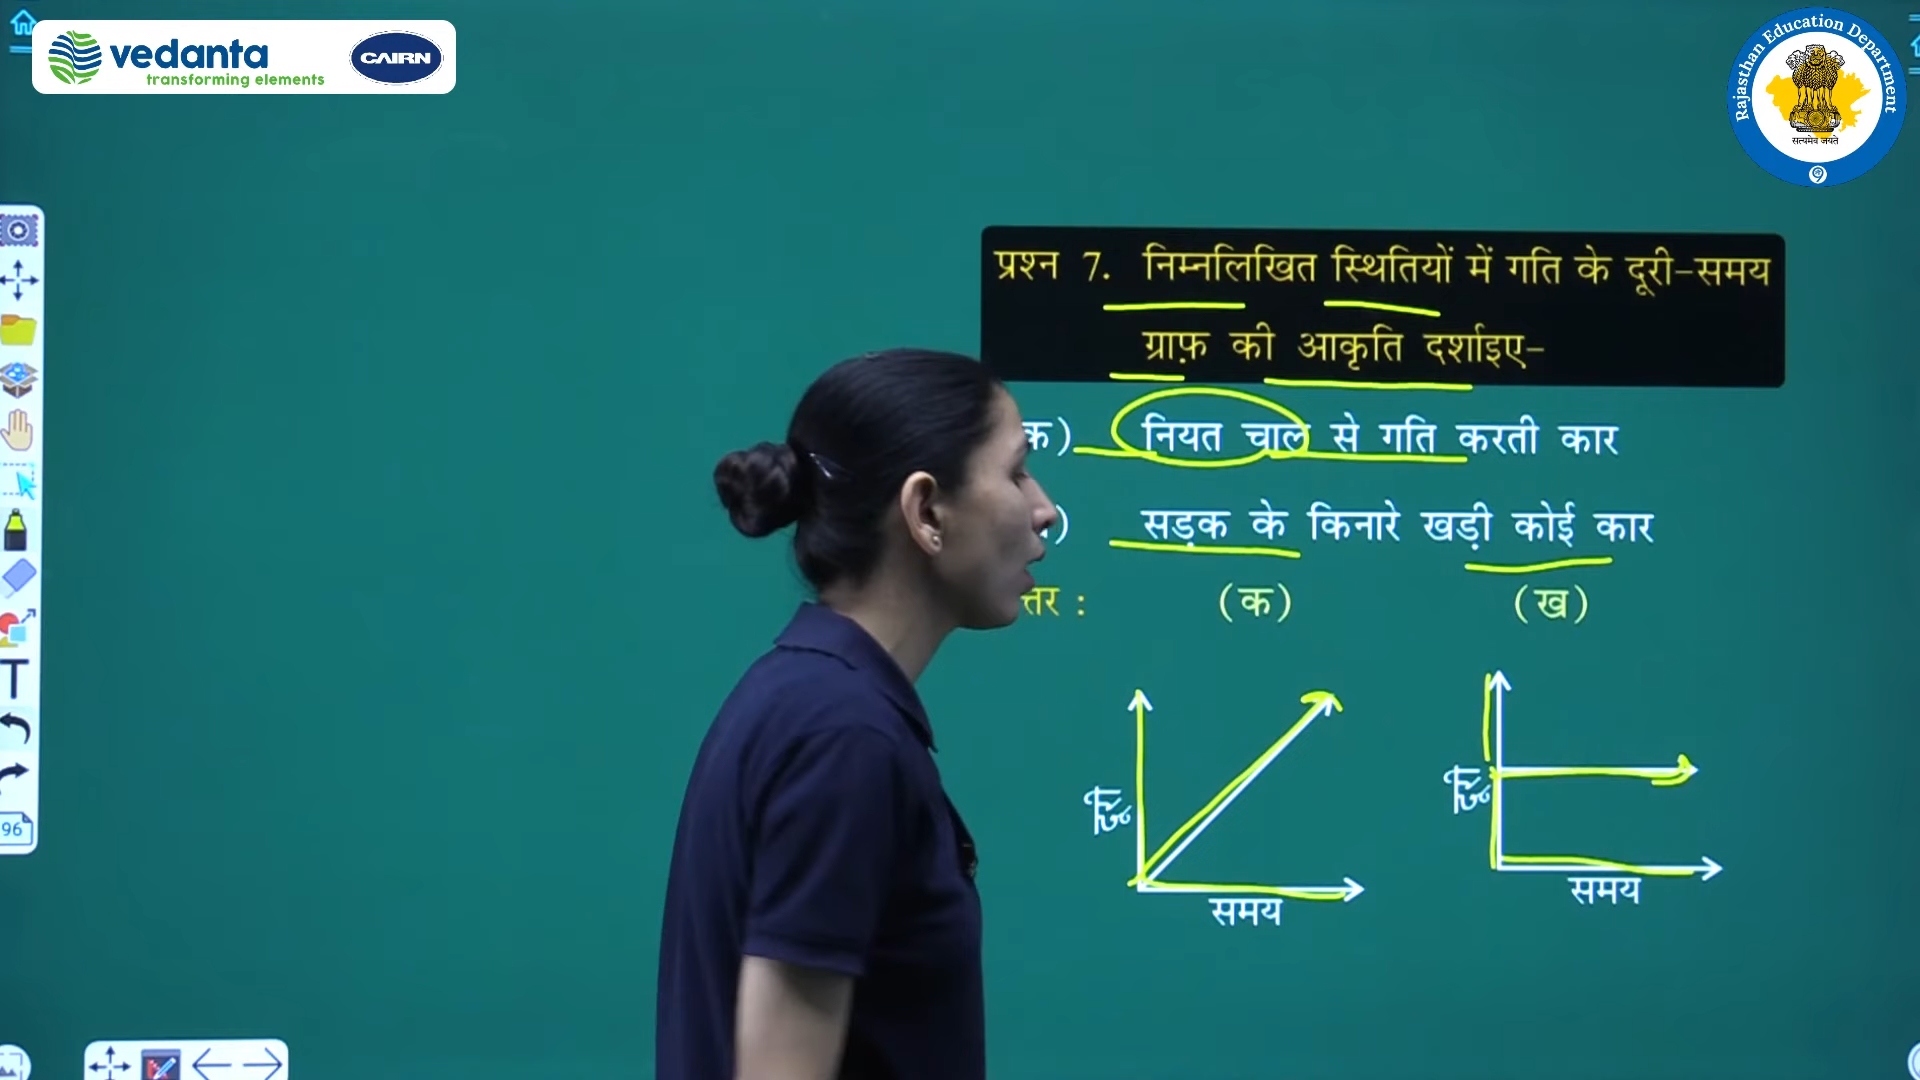 vedanta
transforming elements
CAIRN
Rajasthan Education Department
सत्यमेव जयते
प्रश्न 7. निम्नलिखित स्थितियों में गति के दूरी-समय
ग्राफ़ की आकृति दर्शाइए-
क) नियत चाल से गति करती कार
) सड़क के किनारे खड़ी कोई कार
त्तर : (क) (ख)
दूरी
समय
दूरी
समय
T
96